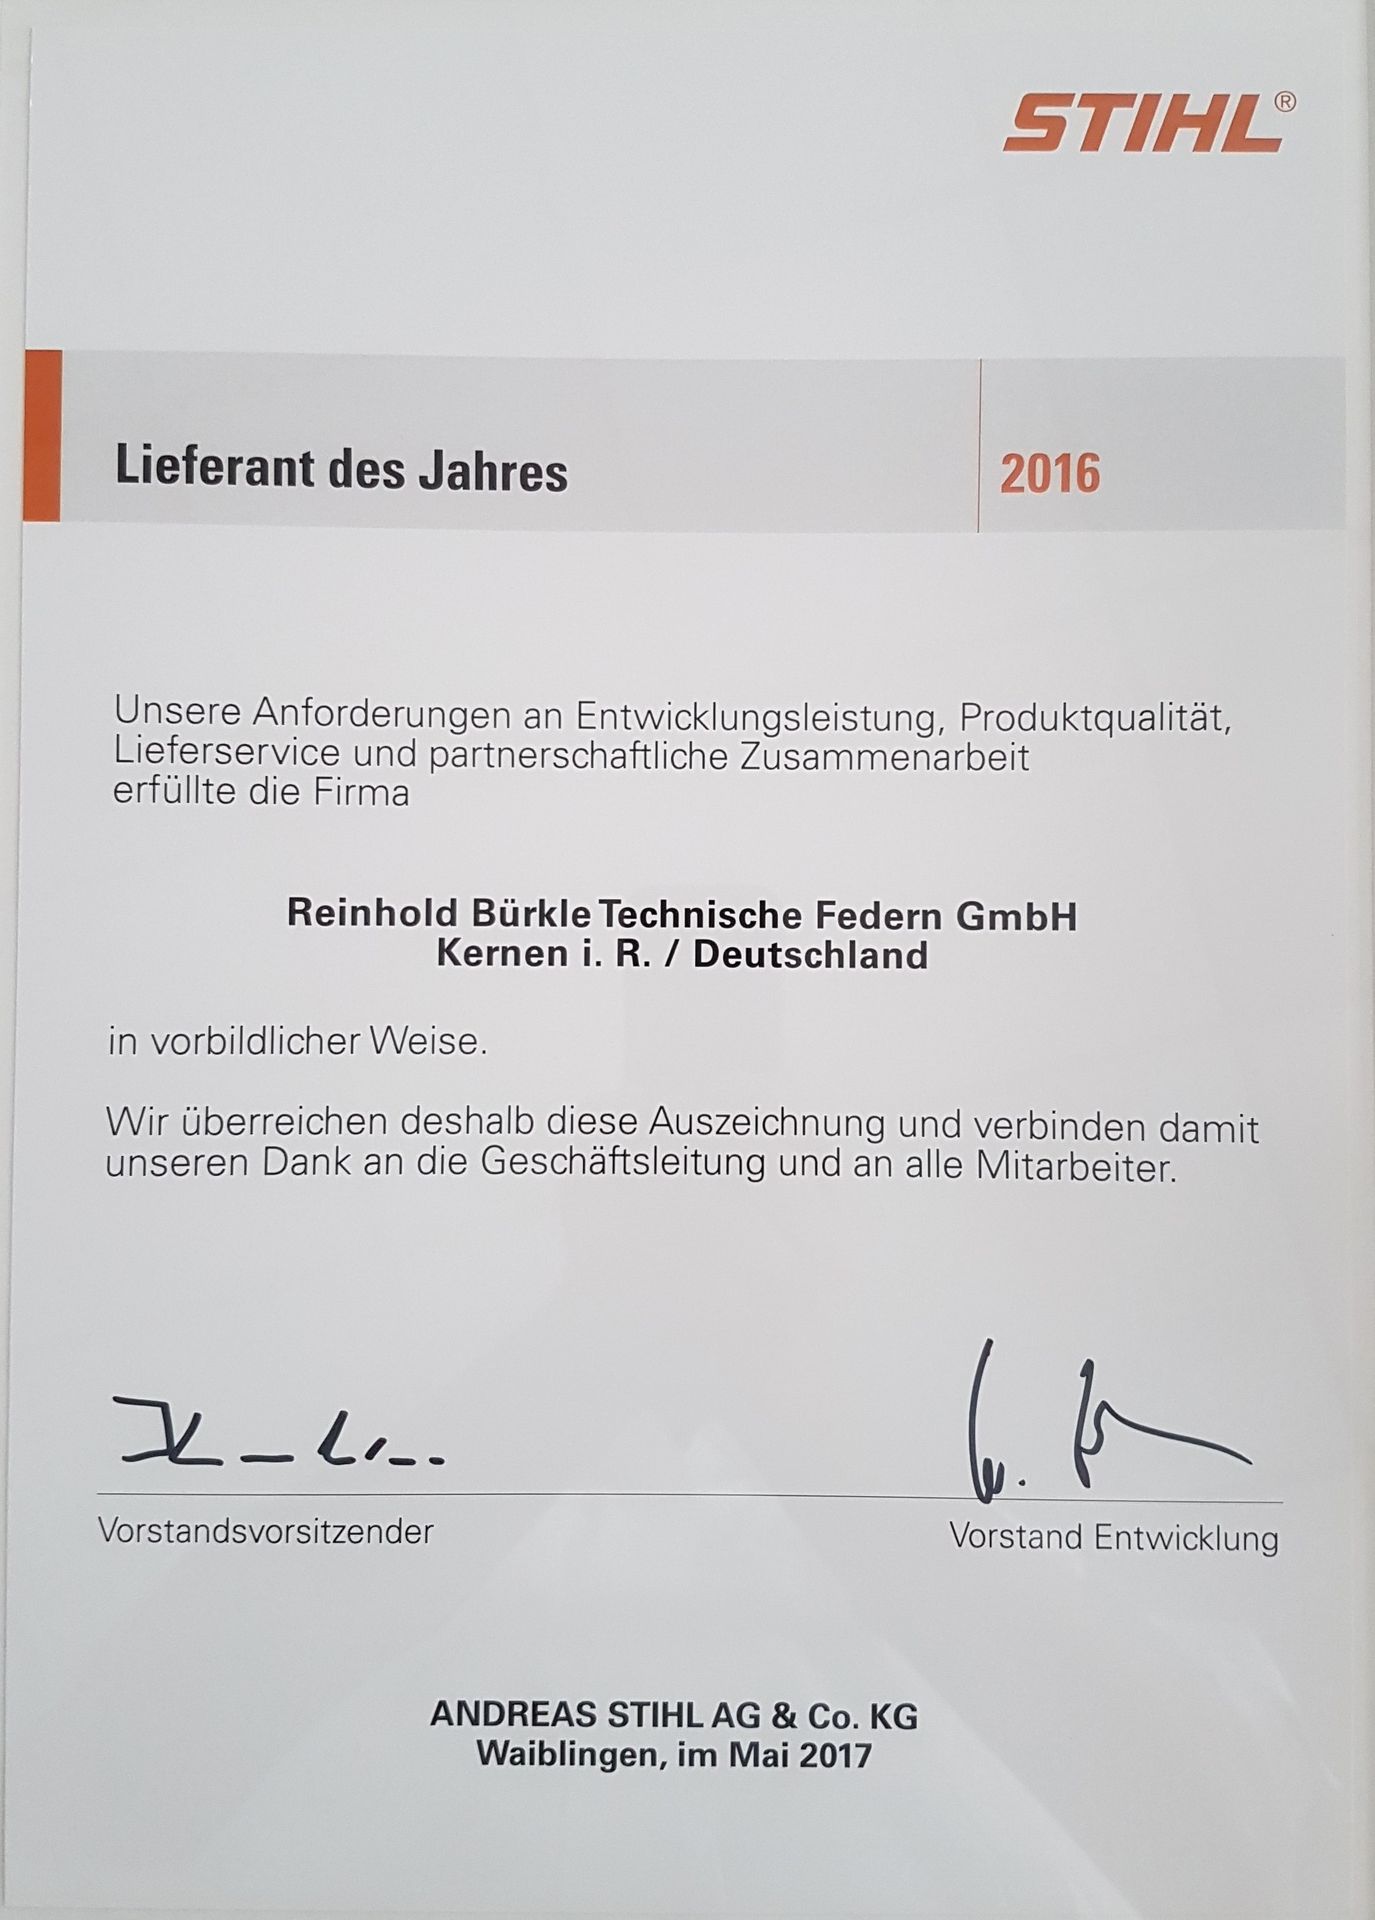 STIHL®
Lieferant des Jahres 2016
Unsere Anforderungen an Entwicklungsleistung, Produktqualität,
Lieferservice und partnerschaftliche Zusammenarbeit
erfüllte die Firma
Reinhold Bürkle Technische Federn GmbH
Kernen i. R. / Deutschland
in vorbildlicher Weise.
Wir überreichen deshalb diese Auszeichnung und verbinden damit
unseren Dank an die Geschäftsleitung und an alle Mitarbeiter.
Vorstandsvorsitzender Vorstand Entwicklung
ANDREAS STIHL AG & Co. KG
Waiblingen, im Mai 2017